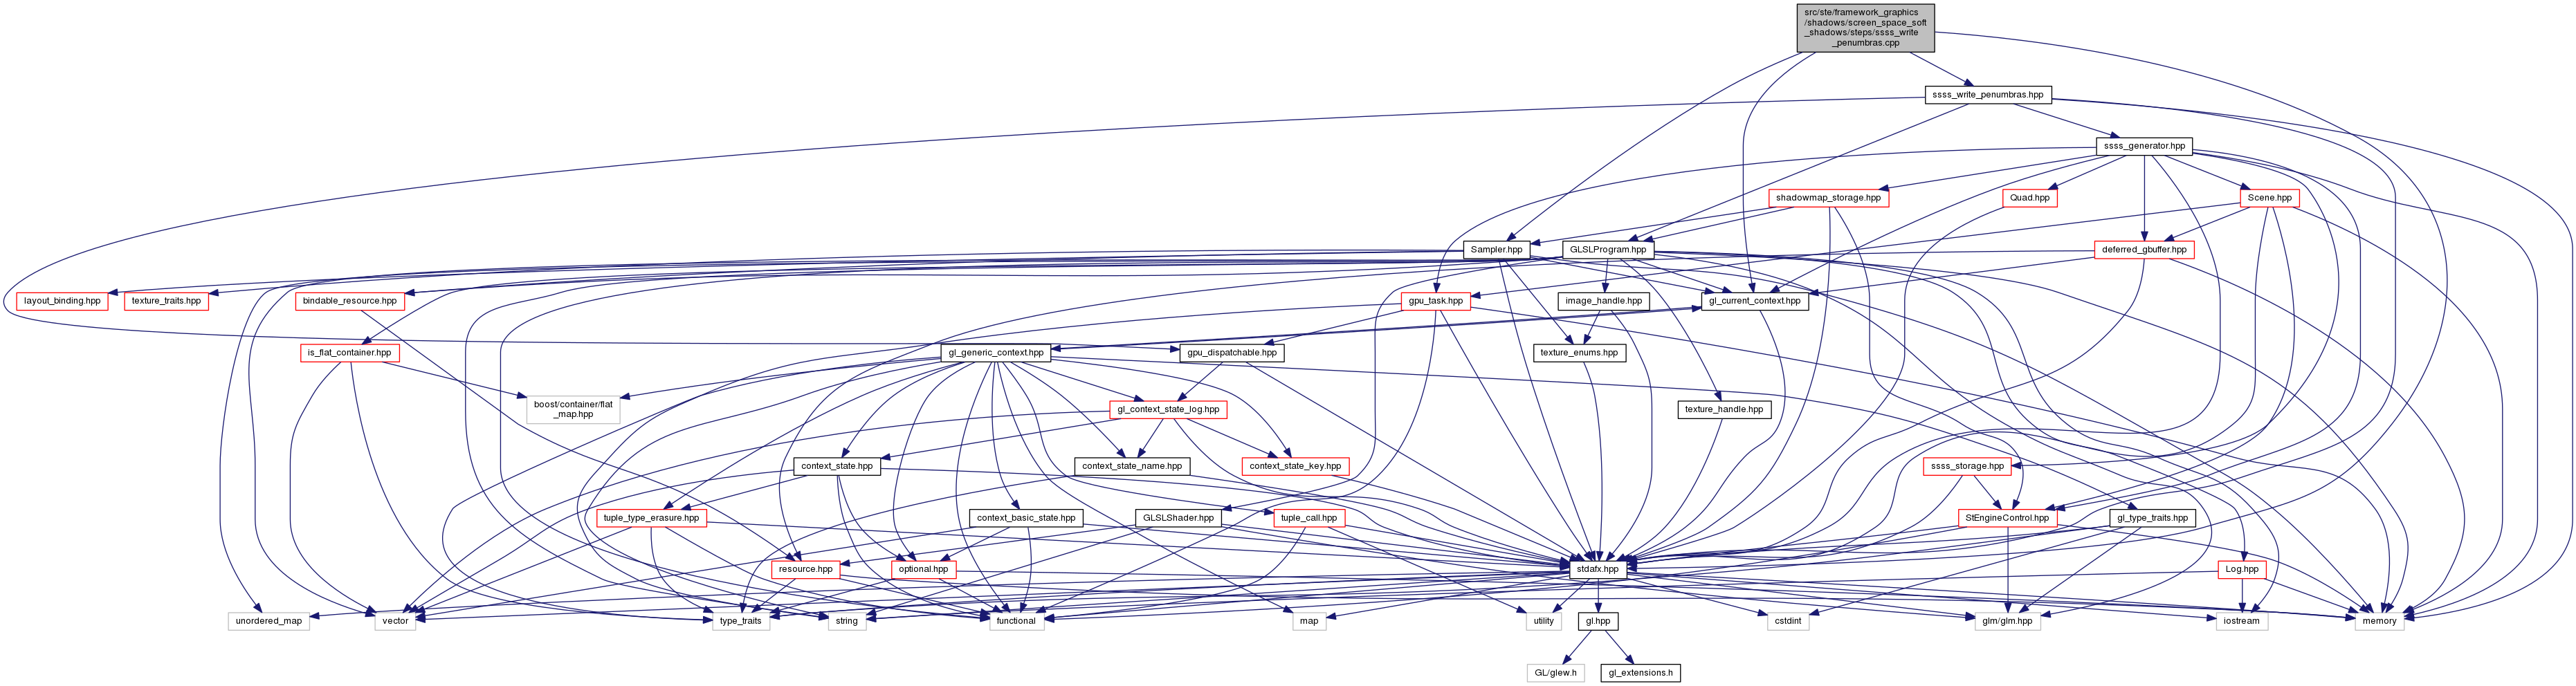 src/ste/framework_graphics
/shadows/screen_space_soft
_shadows/steps/ssss_write
_penumbras.cpp
ssss_write_penumbras.hpp
ssss_generator.hpp
shadowmap_storage.hpp
Quad.hpp
Scene.hpp
Sampler.hpp
GLSLProgram.hpp
deferred_gbuffer.hpp
layout_binding.hpp
texture_traits.hpp
bindable_resource.hpp
gpu_task.hpp
image_handle.hpp
gl_current_context.hpp
is_flat_container.hpp
gl_generic_context.hpp
gpu_dispatchable.hpp
texture_enums.hpp
boost/container/flat
_map.hpp
gl_context_state_log.hpp
texture_handle.hpp
context_state.hpp
context_state_name.hpp
context_state_key.hpp
ssss_storage.hpp
tuple_type_erasure.hpp
context_basic_state.hpp
GLSLShader.hpp
tuple_call.hpp
StEngineControl.hpp
gl_type_traits.hpp
resource.hpp
optional.hpp
stdafx.hpp
Log.hpp
unordered_map
vector
type_traits
string
functional
map
utility
gl.hpp
cstdint
glm/glm.hpp
iostream
memory
GL/glew.h
gl_extensions.h